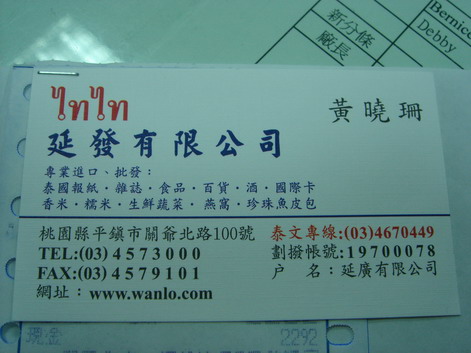 新分條
廠長
Bernice
Debby
ไทไท
黃曉珊
延發有限公司
專業進口、批發：
泰國報紙·雜誌·食品·百貨·酒·國際卡
香米·糯米·生鮮蔬菜·燕窩·珍珠魚皮包
桃園縣平鎮市關爺北路100號
泰文專線:(03)4670449
TEL:(03)4573000
劃撥帳號:19700078
FAX:(03)4579101
戶 名：延廣有限公司
網址：www.wanlo.com
現金
2292